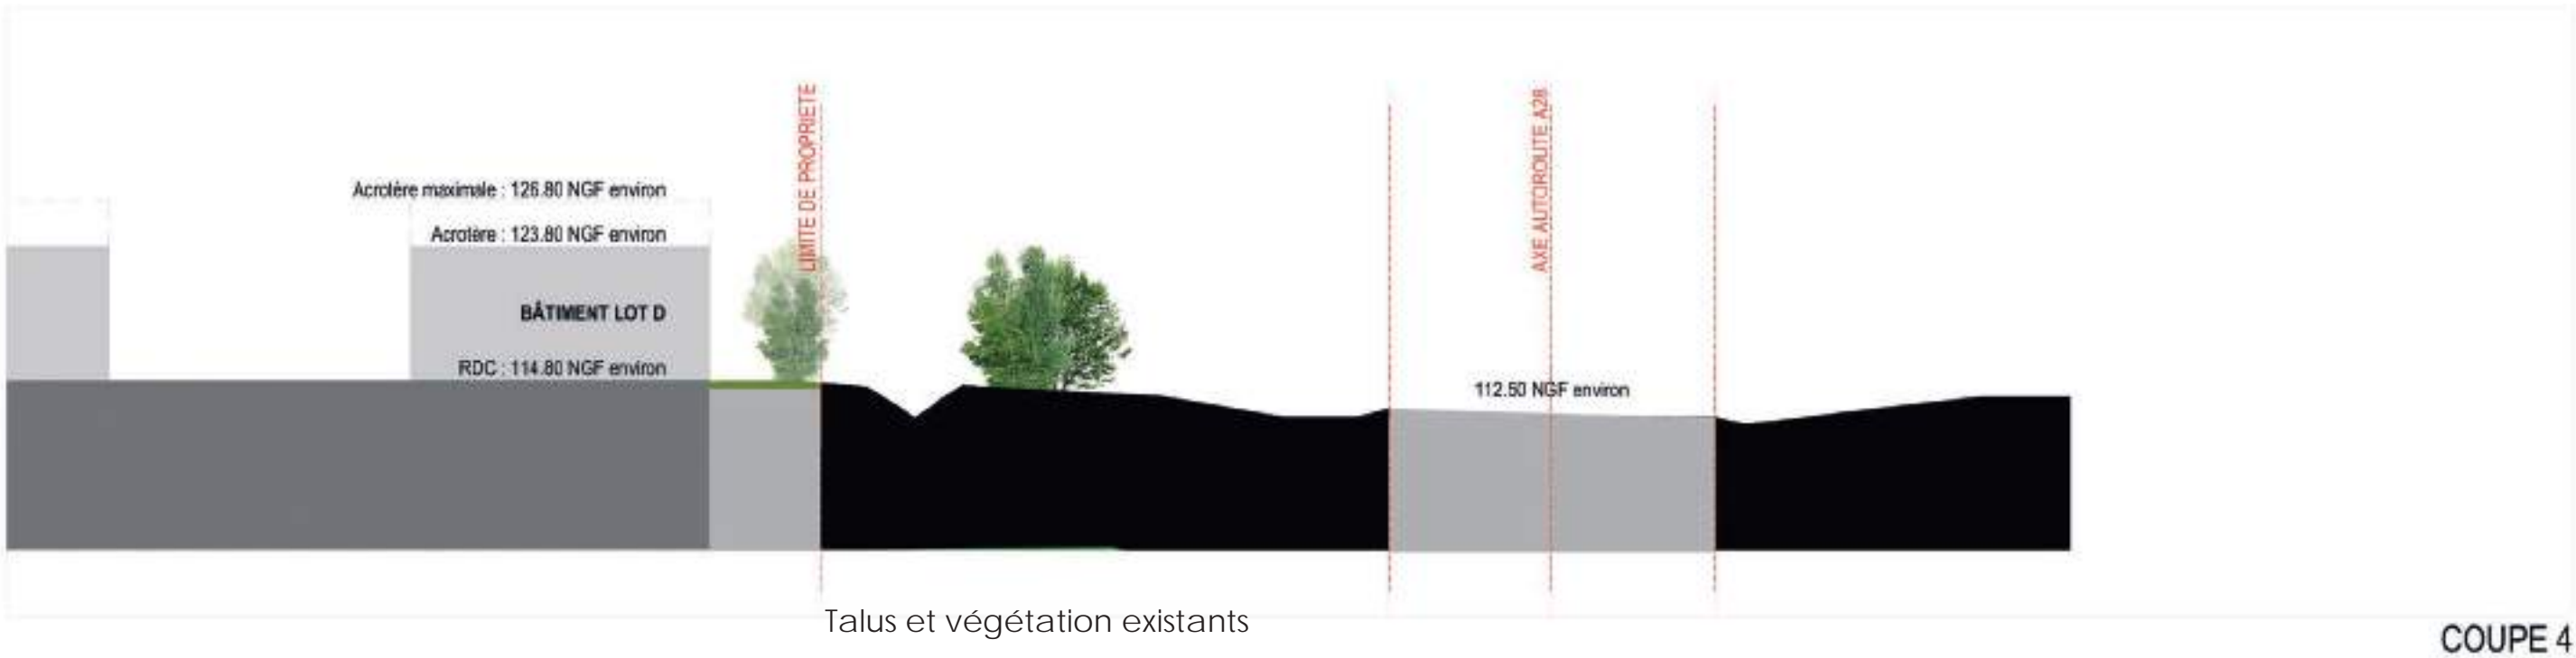 LIMITE DE PROPRIETE
AXE AUTOROUTE A28
Acrotère maximale : 126.80 NGF environ
Acrotère : 123.80 NGF environ
BÂTIMENT LOT D
RDC : 114.80 NGF environ
112.50 NGF environ
Talus et végétation existants
COUPE 4